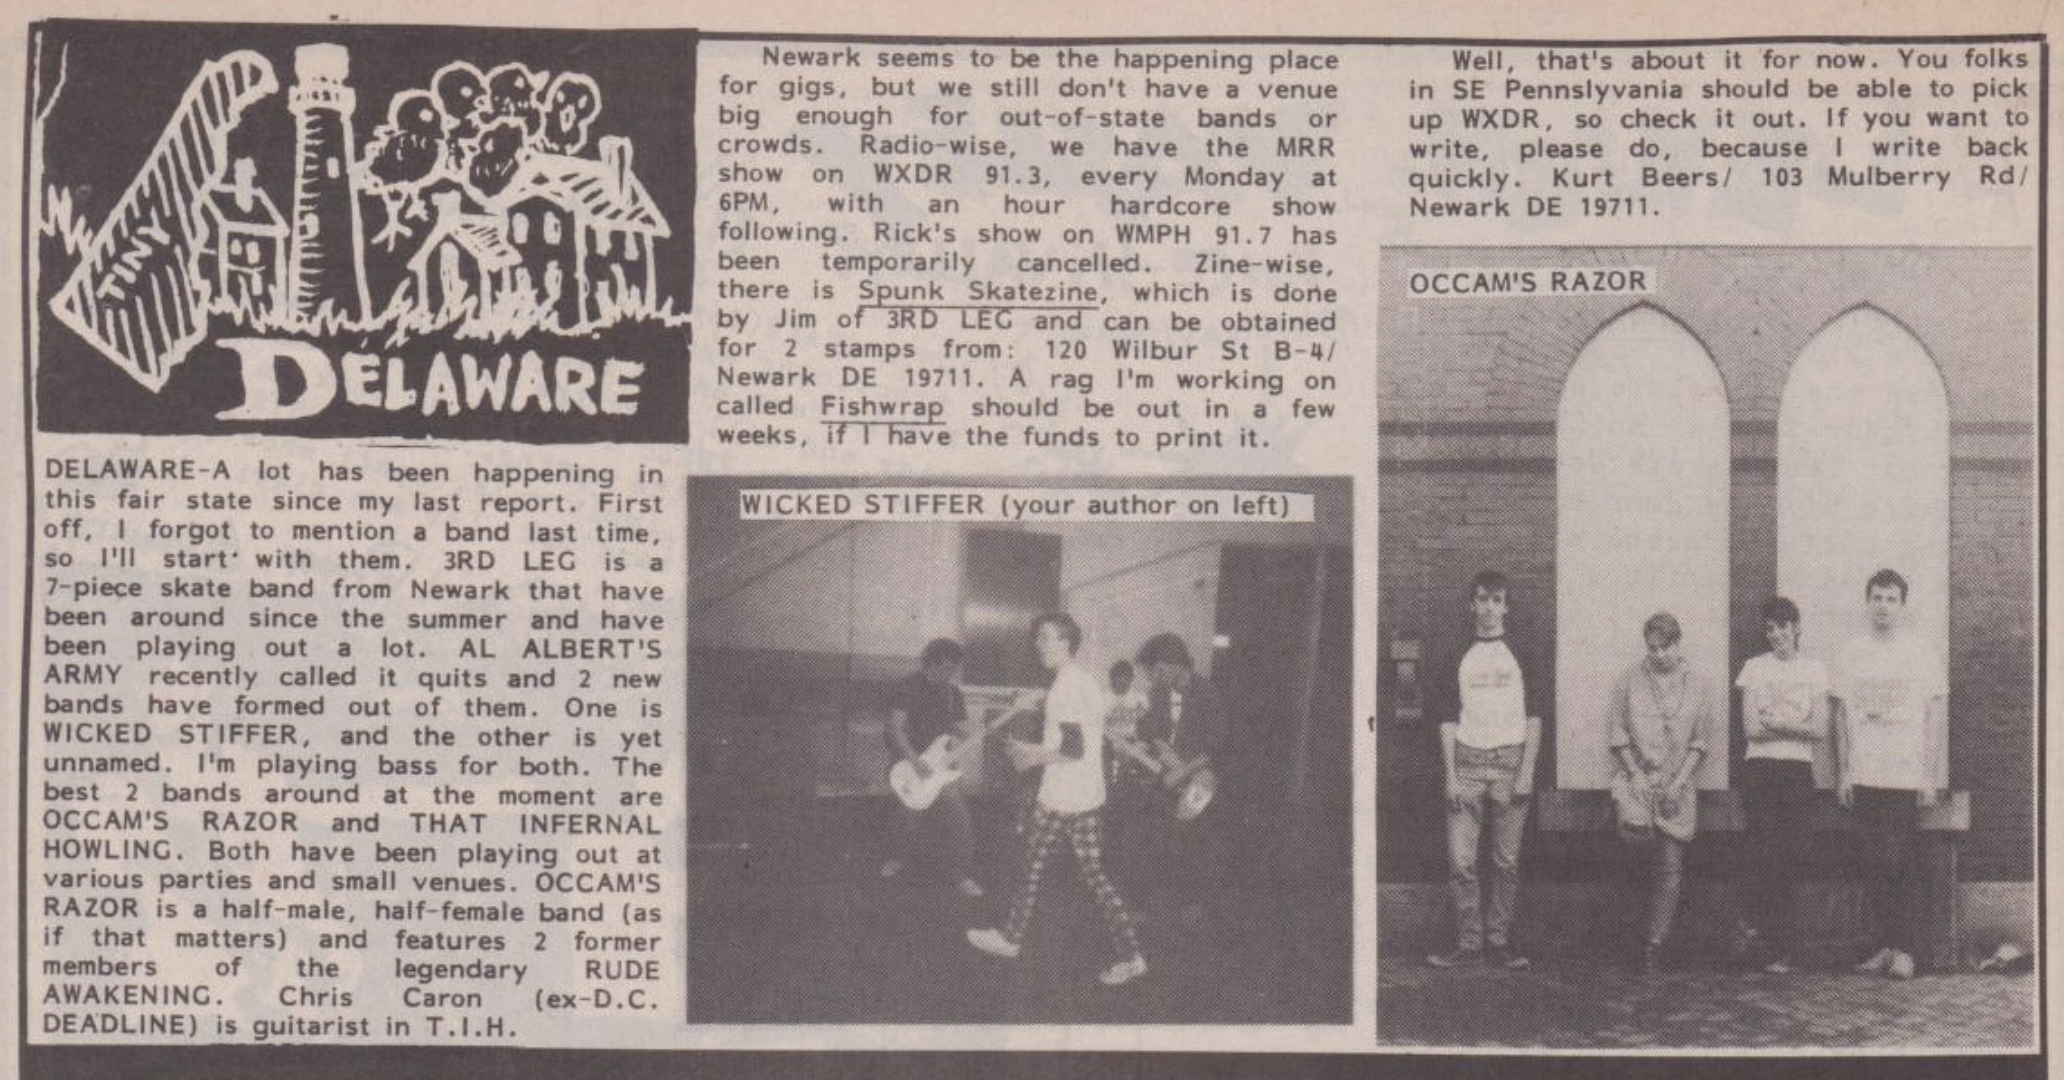 TINY
DELAWARE
DELAWARE-A lot has been happening in
this fair state since my last report. First
off, I forgot to mention a band last time,
so I'll start with them. 3RD LEG is a
7-piece skate band from Newark that have
been around since the summer and have
been playing out a lot. AL ALBERT'S
ARMY recently called it quits and 2 new
bands have formed out of them. One is
WICKED STIFFER, and the other is yet
unnamed. I'm playing bass for both. The
best 2 bands around at the moment are
OCCAM'S RAZOR and THAT INFERNAL
HOWLING. Both have been playing out at
various parties and small venues. OCCAM'S
RAZOR is a half-male, half-female band (as
if that matters) and features 2 former
members of the legendary RUDE
AWAKENING. Chris Caron (ex-D.C.
DEADLINE) is guitarist in T.I.H.
Newark seems to be the happening place
for gigs, but we still don't have a venue
big enough for out-of-state bands or
crowds. Radio-wise, we have the MRR
show on WXDR 91.3, every Monday at
6PM, with an hour hardcore show
following. Rick's show on WMPH 91.7 has
been temporarily cancelled. Zine-wise,
there is Spunk Skatezine, which is done
by Jim of 3RD LEG and can be obtained
for 2 stamps from: 120 Wilbur St B-4/
Newark DE 19711. A rag I'm working on
called Fishwrap should be out in a few
weeks, if I have the funds to print it.
WICKED STIFFER (your author on left)
Well, that's about it for now. You folks
in SE Pennslyvania should be able to pick
up WXDR, so check it out. If you want to
write, please do, because I write back
quickly. Kurt Beers/ 103 Mulberry Rd/
Newark DE 19711.
OCCAM'S RAZOR